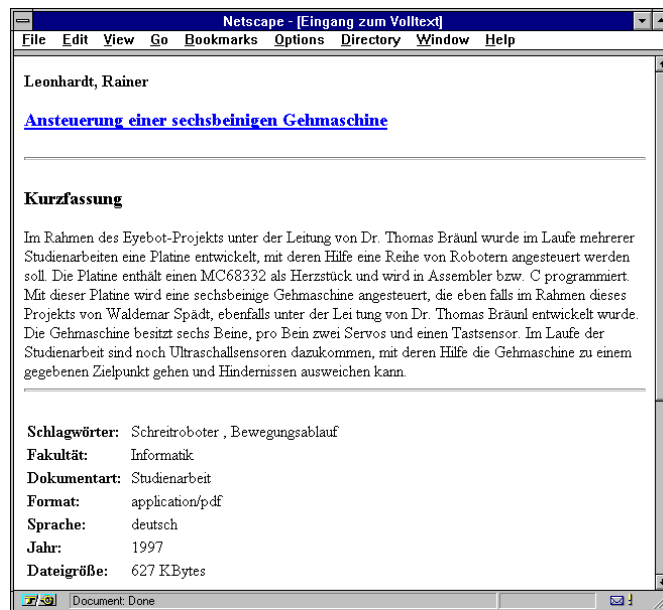 Netscape - [Eingang zum Volltext]
File Edit View Go Bookmarks Options Directory Window Help
Leonhardt, Rainer
Ansteuerung einer sechsbeinigen Gehmaschine
Kurzfassung
Im Rahmen des Eyebot-Projekts unter der Leitung von Dr. Thomas Bräunl wurde im Laufe mehrerer
Studienarbeiten eine Platine entwickelt, mit deren Hilfe eine Reihe von Robotern angesteuert werden
soll. Die Platine enthält einen MC68332 als Herzstück und wird in Assembler bzw. C programmiert.
Mit dieser Platine wird eine sechsbeinige Gehmaschine angesteuert, die eben falls im Rahmen dieses
Projekts von Waldemar Spädt, ebenfalls unter der Lei tung von Dr. Thomas Bräunl entwickelt wurde.
Die Gehmaschine besitzt sechs Beine, pro Bein zwei Servos und einen Tastsensor. Im Laufe der
Studienarbeit sind noch Ultraschallsensoren dazukommen, mit deren Hilfe die Gehmaschine zu einem
gegebenen Zielpunkt gehen und Hindernissen ausweichen kann.
Schlagwörter: Schreitroboter , Bewegungsablauf
Fakultät: Informatik
Dokumentart: Studienarbeit
Format: application/pdf
Sprache: deutsch
Jahr: 1997
Dateigröße: 627 KBytes
Document: Done